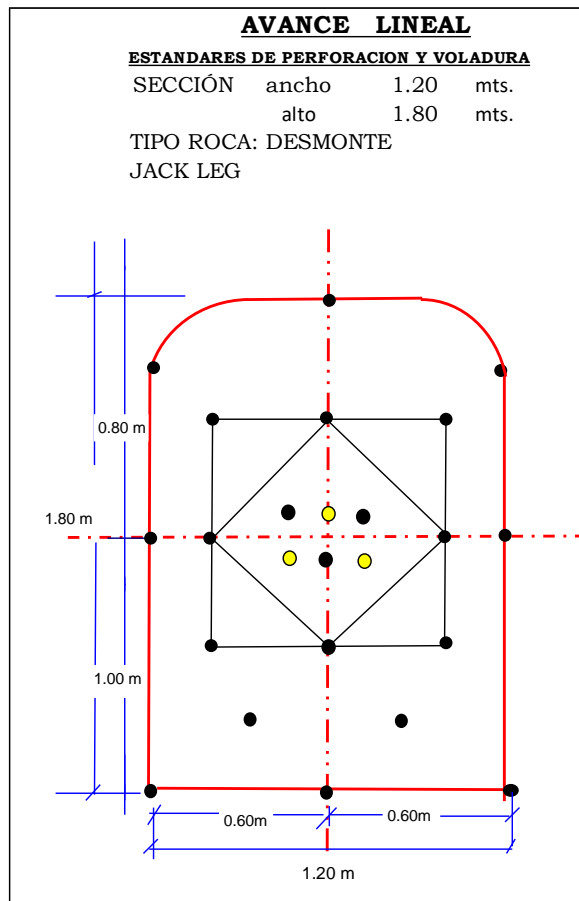 AVANCE LINEAL
ESTANDARES DE PERFORACION Y VOLADURA
SECCIÓN ancho 1.20 mts.
alto 1.80 mts.
TIPO ROCA: DESMONTE
JACK LEG
0.80 m
1.80 m
1.00 m
0.60m 0.60m
1.20 m